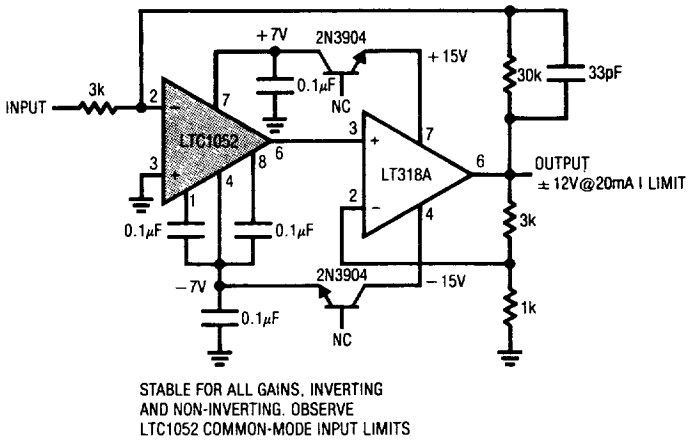 +7V
2N3904
+15V
0.1µF
NC
30k
33pF
3k
INPUT
2
7
LTC1052
3
6
8
1
4
3
7
LT318A
6
2
4
OUTPUT
± 12V@20mA I LIMIT
0.1µF
0.1µF
3k
−7V
2N3904
−15V
0.1µF
NC
1k
STABLE FOR ALL GAINS, INVERTING
AND NON-INVERTING. OBSERVE
LTC1052 COMMON-MODE INPUT LIMITS